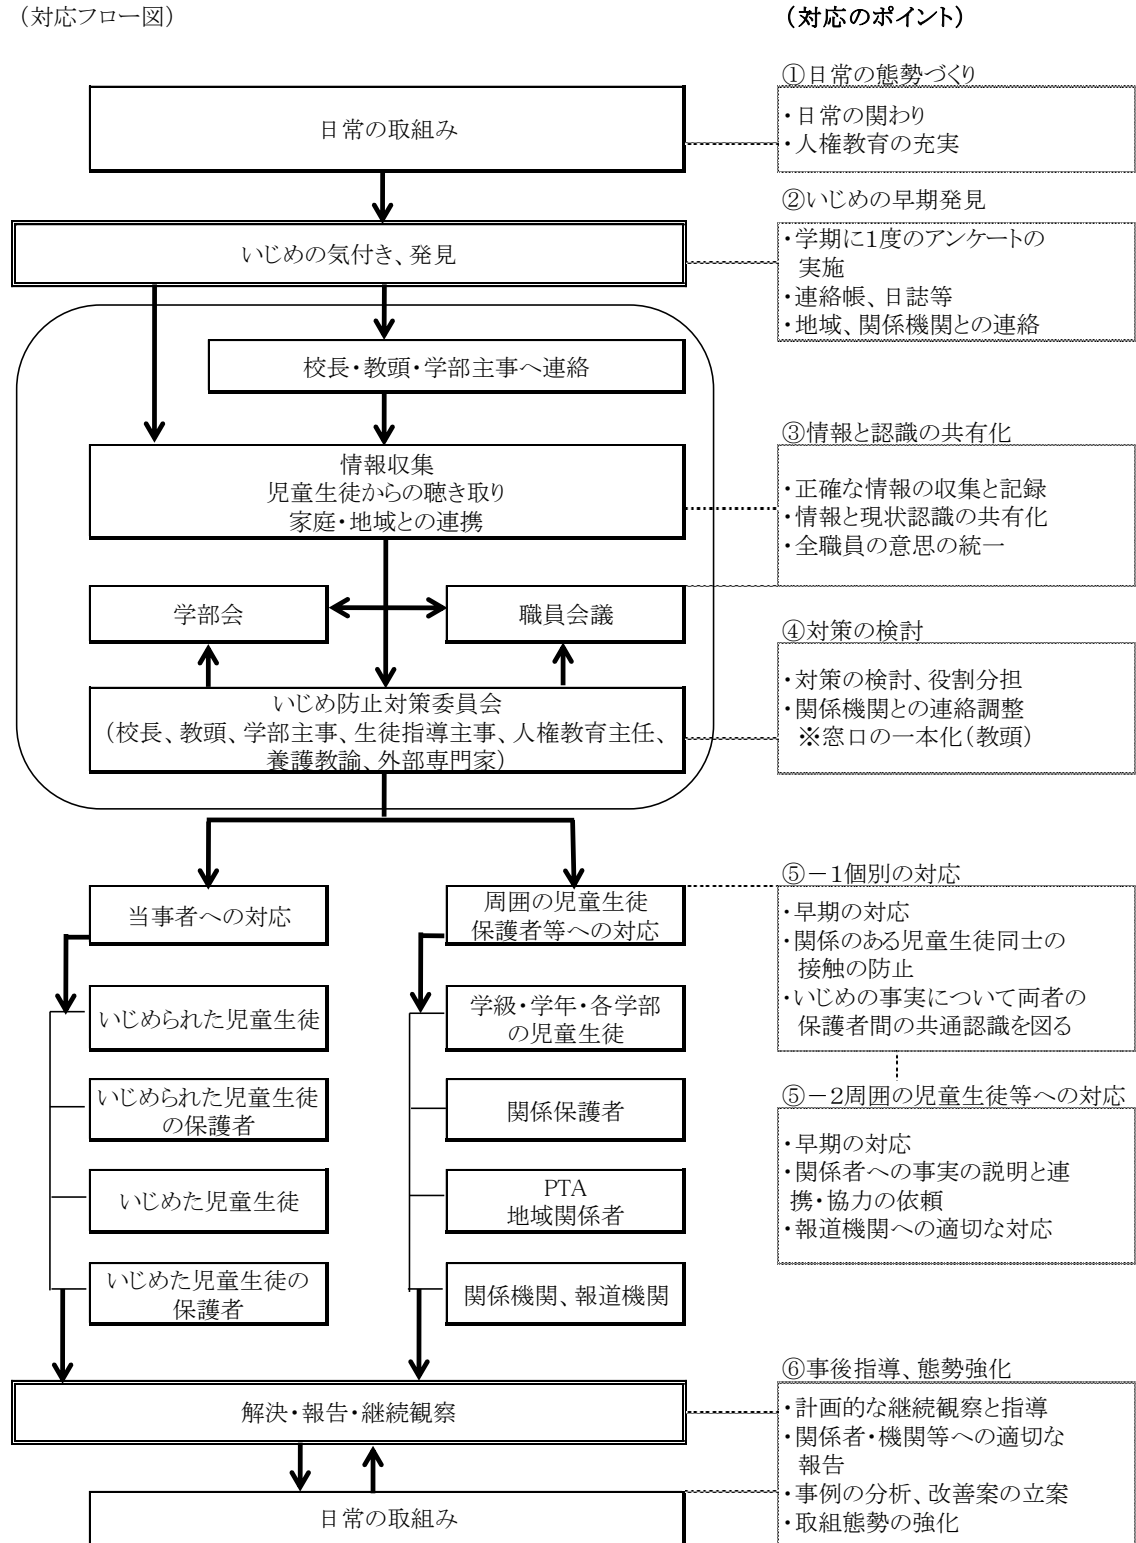 （対応フロー図）
（対応のポイント）
①日常の態勢づくり
日常の取組み
・日常の関わり
・人権教育の充実
②いじめの早期発見
いじめの気付き、発見
・学期に１度のアンケートの
実施
・連絡帳、日誌等
・地域、関係機関との連絡
校長・教頭・学部主事へ連絡
③情報と認識の共有化
情報収集
児童生徒からの聴き取り
家庭・地域との連携
・正確な情報の収集と記録
・情報と現状認識の共有化
・全職員の意思の統一
学部会
職員会議
④対策の検討
いじめ防止対策委員会
（校長、教頭、学部主事、生徒指導主事、人権教育主任、
養護教諭、外部専門家）
・対策の検討、役割分担
・関係機関との連絡調整
※窓口の一本化（教頭）
⑤－１個別の対応
当事者への対応
周囲の児童生徒
保護者等への対応
・早期の対応
・関係のある児童生徒同士の
接触の防止
・いじめの事実について両者の
保護者間の共通認識を図る
いじめられた児童生徒
学級・学年・各学部
の児童生徒
⑤－２周囲の児童生徒等への対応
いじめられた児童生徒
の保護者
関係保護者
・早期の対応
・関係者への事実の説明と連
携・協力の依頼
・報道機関への適切な対応
いじめた児童生徒
PTA
地域関係者
いじめた児童生徒の
保護者
関係機関、報道機関
⑥事後指導、態勢強化
解決・報告・継続観察
・計画的な継続観察と指導
・関係者・機関等への適切な
報告
・事例の分析、改善案の立案
・取組態勢の強化
日常の取組み